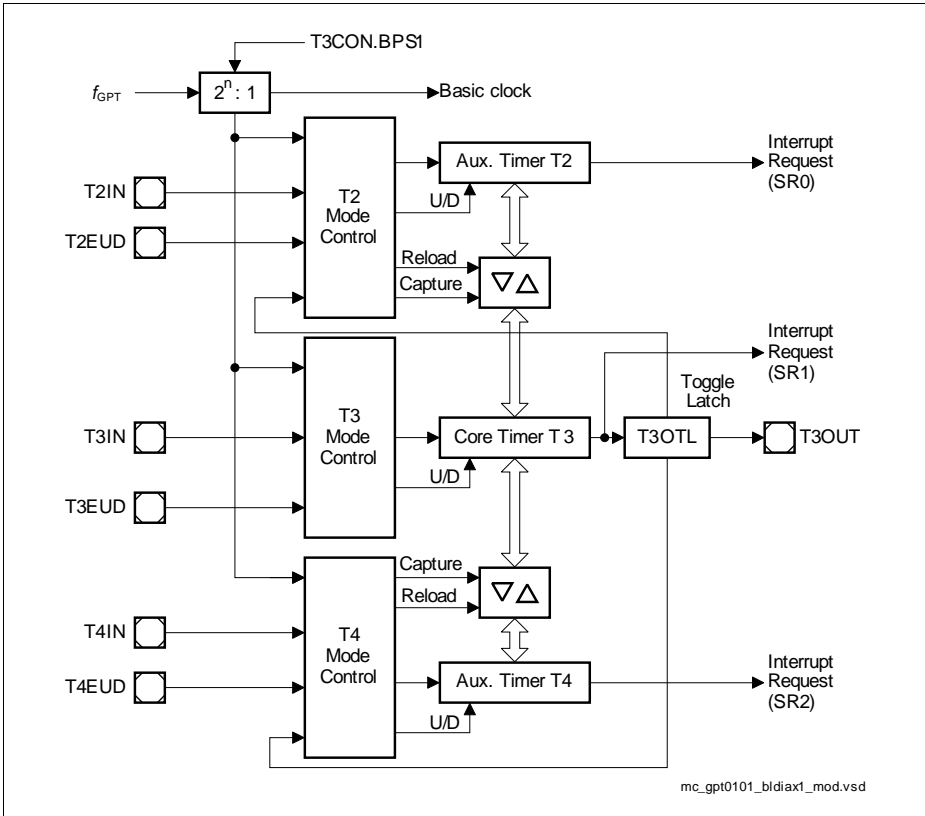 T3CON.BPS1
fGPT
2n : 1
Basic clock
Interrupt
Request
(SR0)
Aux. Timer T2
T2IN
U/D
T2
Mode
Control
T2EUD
Reload
Capture
Interrupt
Request
(SR1)
Toggle
Latch
T3
Mode
Control
T3IN
Core Timer T 3
T3OTL
T3OUT
U/D
T3EUD
Capture
Reload
T4IN
T4
Mode
Control
Interrupt
Request
(SR2)
T4EUD
Aux. Timer T4
U/D
mc_gpt0101_bldiax1_mod.vsd